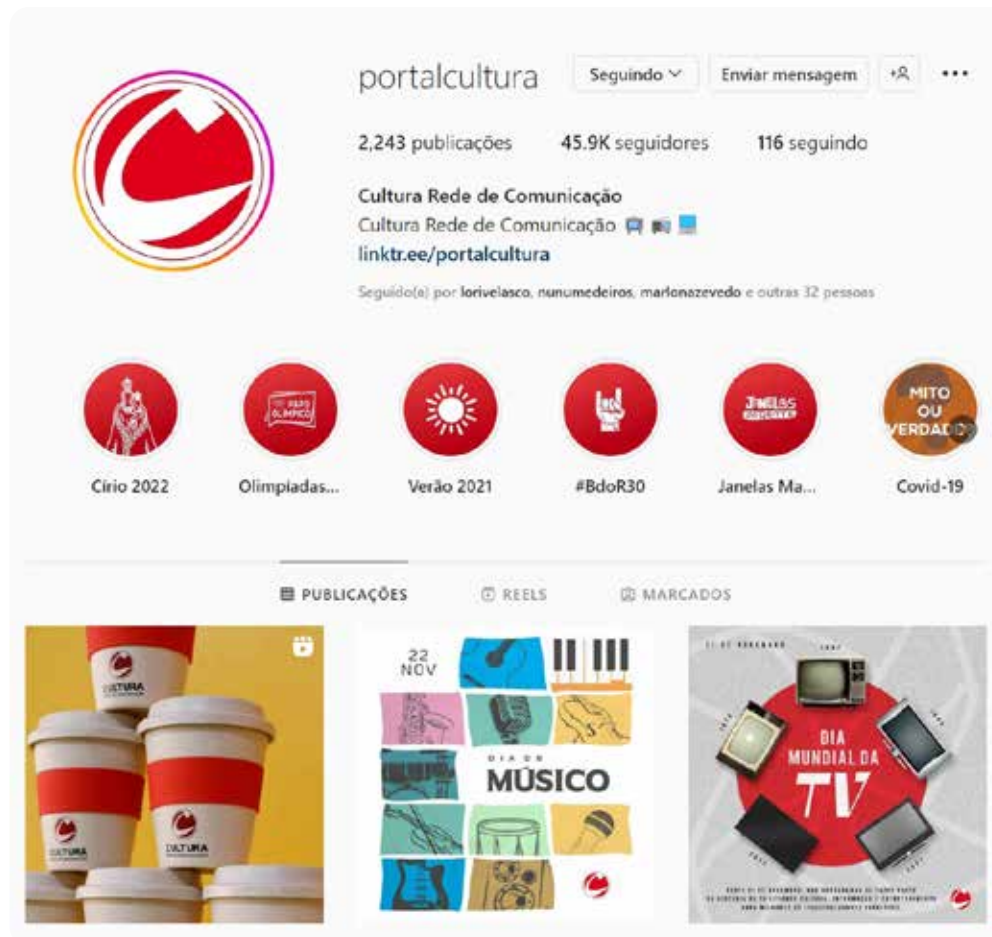 portalcultura
Seguindo
Enviar mensagem
2,243 publicações
45.9K seguidores
116 seguindo
Cultura Rede de Comunicação
Cultura Rede de Comunicação
linktr.ee/portalcultura
Seguido(a) por lorivelasco, nunumedeiros, marlonazevedo e outras 32 pessoas
MITO
OU
Círio 2022
Olimpíadas...
Verão 2021
#BdoR30
Janelas Ma...
Covid-19
PUBLICAÇÕES
REELS
MARCADOS
CULTURA
CULTURA
22
NOV
DIA DO
MÚSICO
DIA
MUNDIAL DA
TV